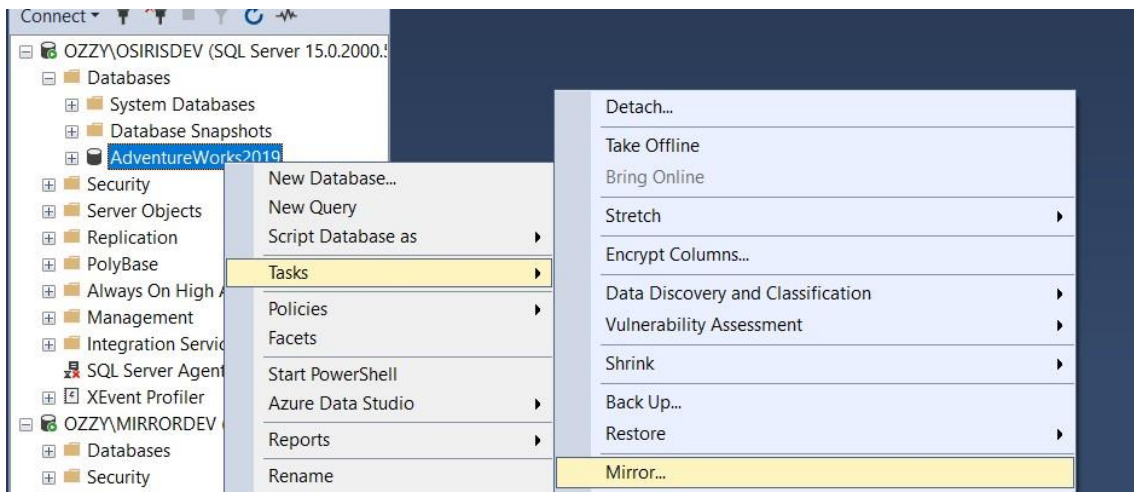 Connect
OZZY\OSIRISDEV (SQL Server 15.0.2000.5
Databases
System Databases
Database Snapshots
AdventureWorks2019
Security
Server Objects
Replication
PolyBase
Always On High
Management
Integration Servic
SQL Server Agent
XEvent Profiler
OZZY\MIRRORDEV
Databases
Security
New Database...
New Query
Script Database as
Tasks
Policies
Facets
Start PowerShell
Azure Data Studio
Reports
Rename
Detach...
Take Offline
Bring Online
Stretch
Encrypt Columns...
Data Discovery and Classification
Vulnerability Assessment
Shrink
Back Up...
Restore
Mirror...